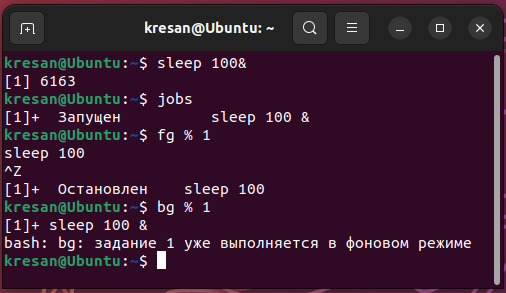 kresan@Ubuntu: ~
kresan@Ubuntu:~$ sleep 100&
[1] 6163
kresan@Ubuntu:~$ jobs
[1]+  Запущен          sleep 100 &
kresan@Ubuntu:~$ fg % 1
sleep 100
^Z
[1]+  Остановлен    sleep 100
kresan@Ubuntu:~$ bg % 1
[1]+ sleep 100 &
bash: bg: задание 1 уже выполняется в фоновом режиме
kresan@Ubuntu:~$